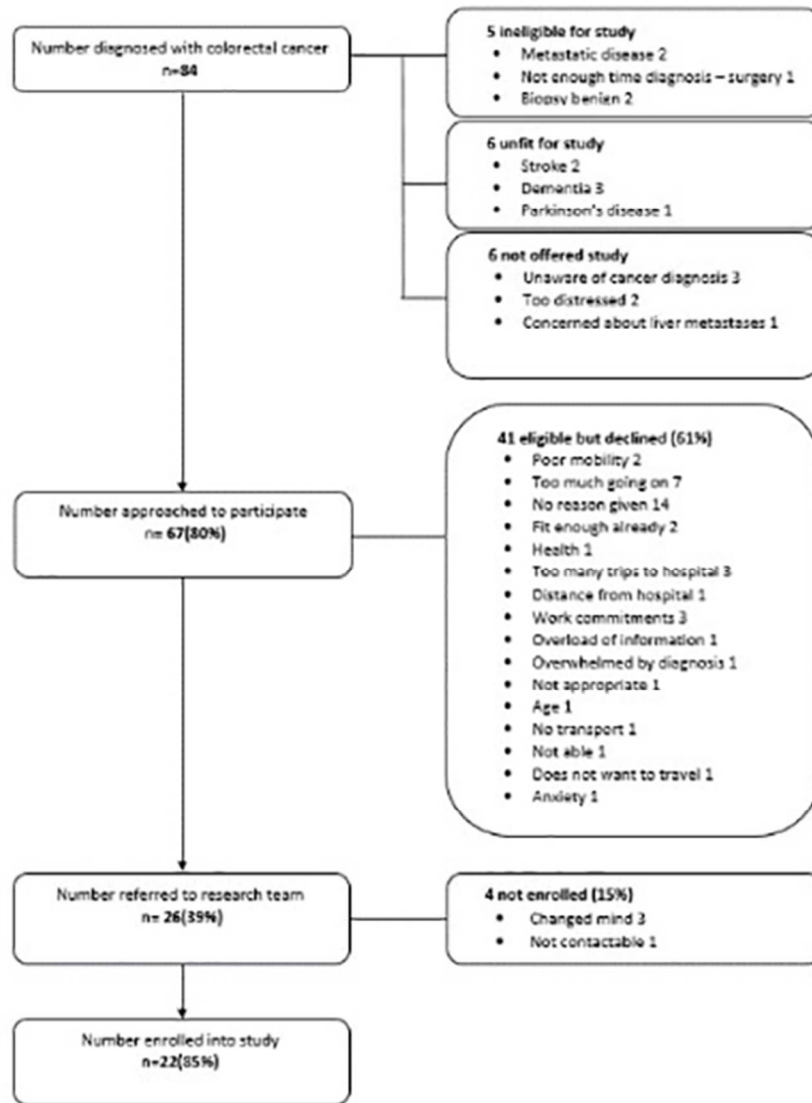 Number diagnosed with colorectal cancer
n=84
5 ineligible for study
• Metastatic disease 2
• Not enough time diagnosis – surgery 1
• Biopsy benign 2
6 unfit for study
• Stroke 2
• Dementia 3
• Parkinson's disease 1
6 not offered study
• Unaware of cancer diagnosis 3
• Too distressed 2
• Concerned about liver metastases 1
Number approached to participate
n= 67(80%)
41 eligible but declined (61%)
• Poor mobility 2
• Too much going on 7
• No reason given 14
• Fit enough already 2
• Health 1
• Too many trips to hospital 3
• Distance from hospital 1
• Work commitments 3
• Overload of information 1
• Overwhelmed by diagnosis 1
• Not appropriate 1
• Age 1
• No transport 1
• Not able 1
• Does not want to travel 1
• Anxiety 1
Number referred to research team
n= 26(39%)
4 not enrolled (15%)
• Changed mind 3
• Not contactable 1
Number enrolled into study
n=22(85%)